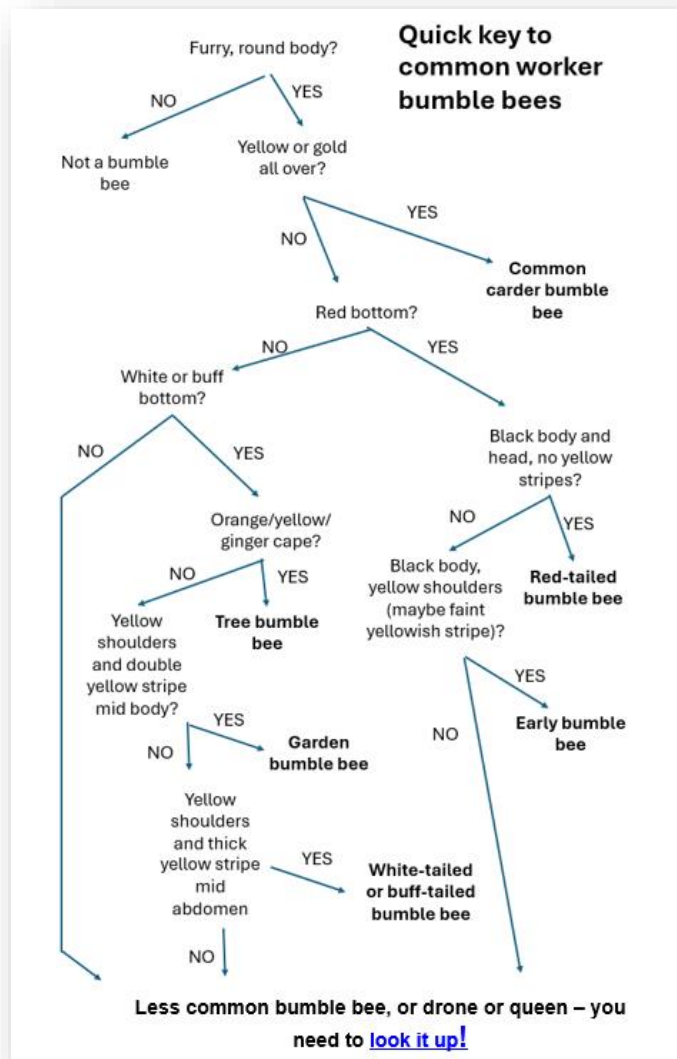 Quick key to
common worker
bumble bees
Furry, round body?
NO
YES
Not a bumble
bee
Yellow or gold
all over?
NO
YES
Common
carder bumble
bee
Red bottom?
NO
YES
White or buff
bottom?
NO
YES
Black body and
head, no yellow
stripes?
NO
YES
Orange/yellow/
ginger cape?
NO
YES
Black body,
yellow shoulders
(maybe faint
yellowish stripe)?
Red-tailed
bumble bee
Yellow
shoulders
and double
yellow stripe
mid body?
Tree bumble
bee
YES
NO
Early bumble
bee
YES
NO
Garden
bumble bee
Yellow
shoulders
and thick
yellow stripe
mid
abdomen
YES
White-tailed
or buff-tailed
bumble bee
NO
Less common bumble bee, or drone or queen – you
need to look it up!